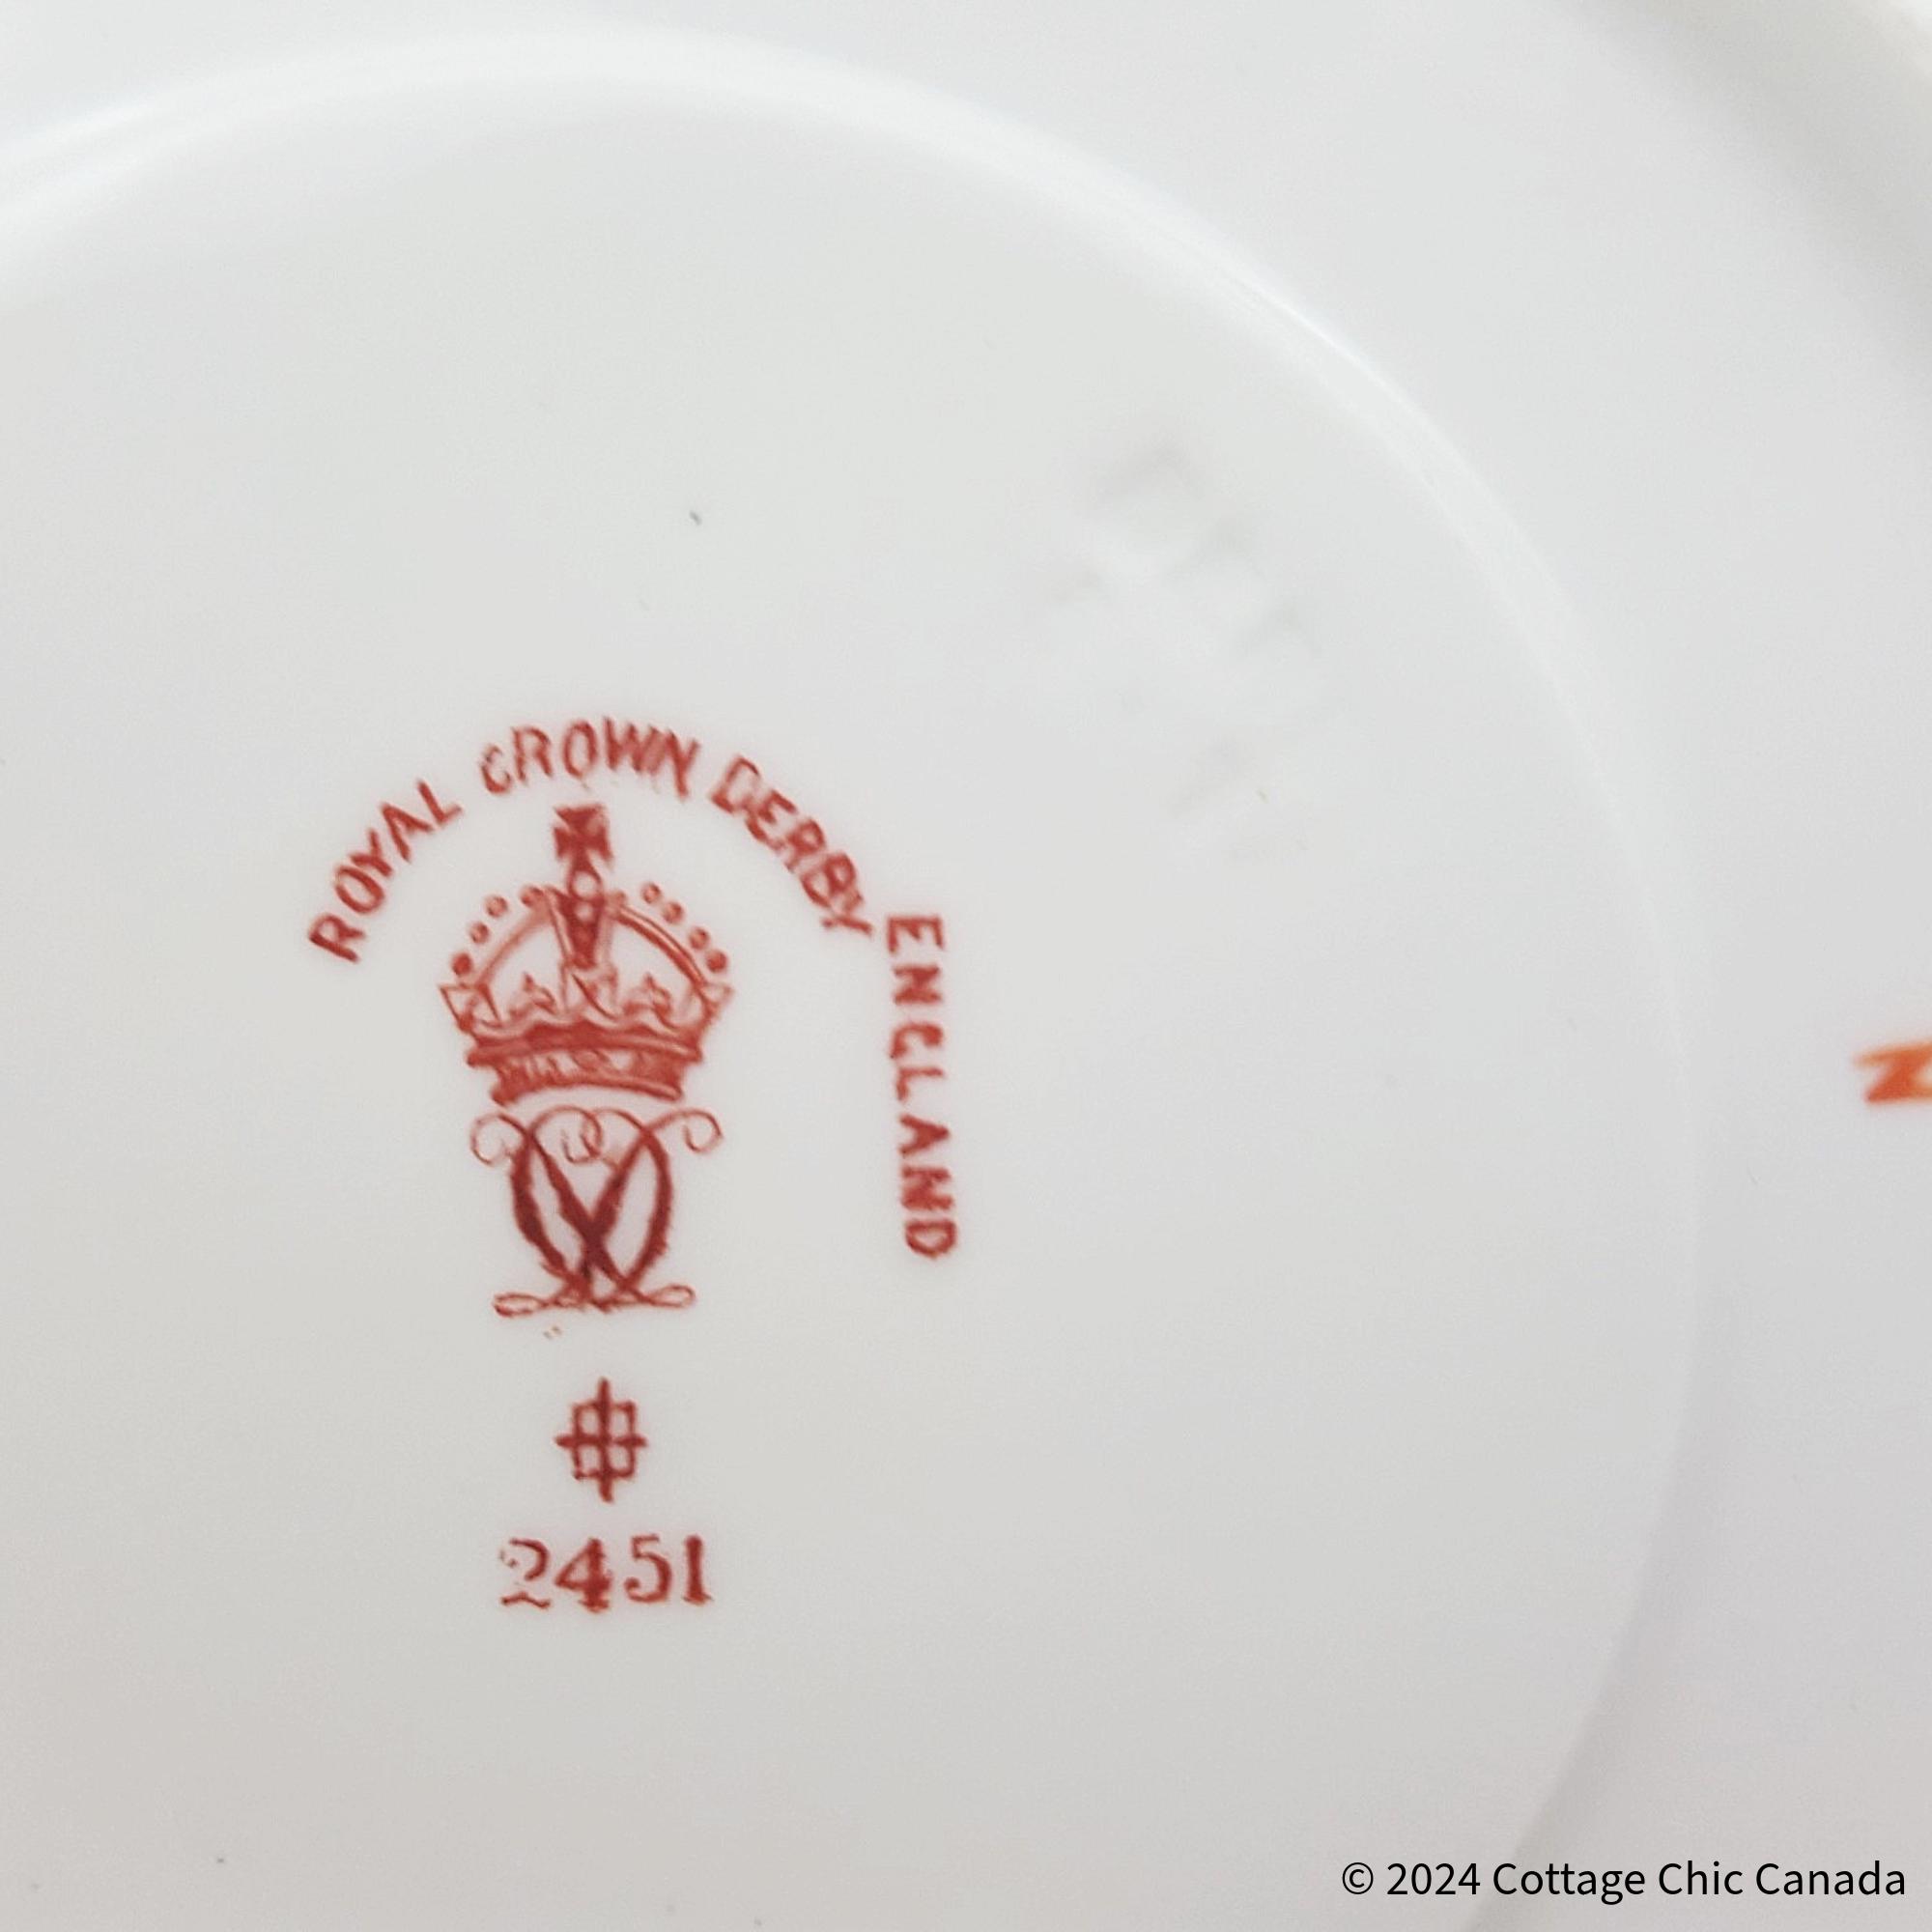 ROYAL CROWN DERBY
ENGLAND
2451
© 2024 Cottage Chic Canada